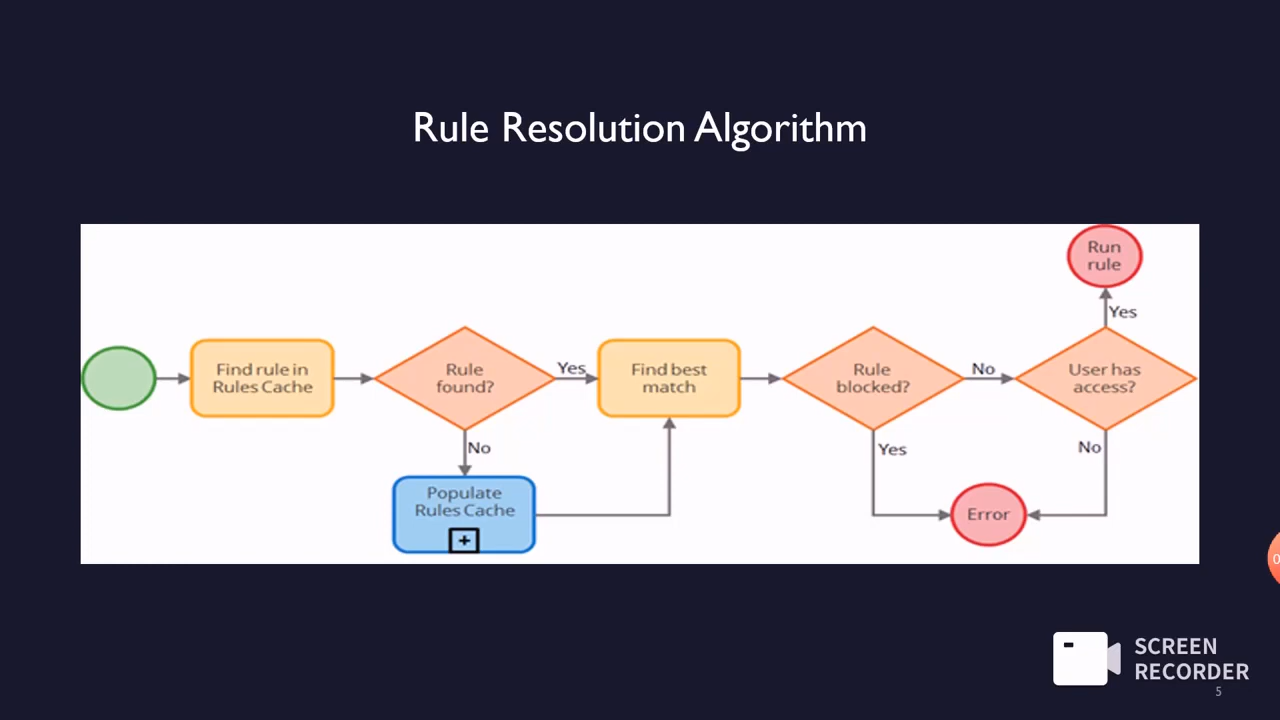 Rule Resolution Algorithm
Run
rule
Yes
Find rule in
Rules Cache
Rule
found?
Yes
Find best
match
Rule
blocked?
No
User has
access?
No
Yes
No
Populate
Rules Cache
+
Error
0
SCREEN
RECORDER
5